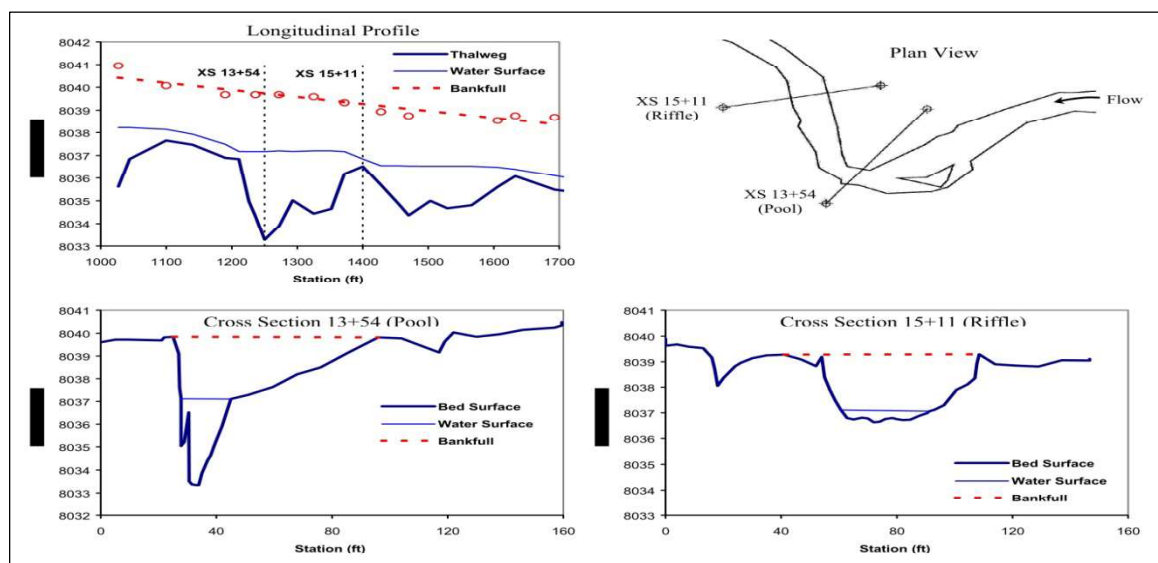 Longitudinal Profile
8042
8041
8040
8039
8038
8037
8036
8035
8034
8033
XS 13+54
XS 15+11
Thalweg
Water Surface
Bankfull
1000
1100
1200
1300
1400
1500
1600
1700
Station (ft)
Plan View
XS 15+11
(Riffle)
Flow
XS 13+54
(Pool)
Cross Section 13+54 (Pool)
8041
8040
8039
8038
8037
8036
8035
8034
8033
8032
Bed Surface
Water Surface
Bankfull
0
40
80
120
160
Station (ft)
Cross Section 15+11 (Riffle)
8041
8040
8039
8038
8037
8036
8035
8034
8033
Bed Surface
Water Surface
Bankfull
0
40
80
120
160
Station (ft)